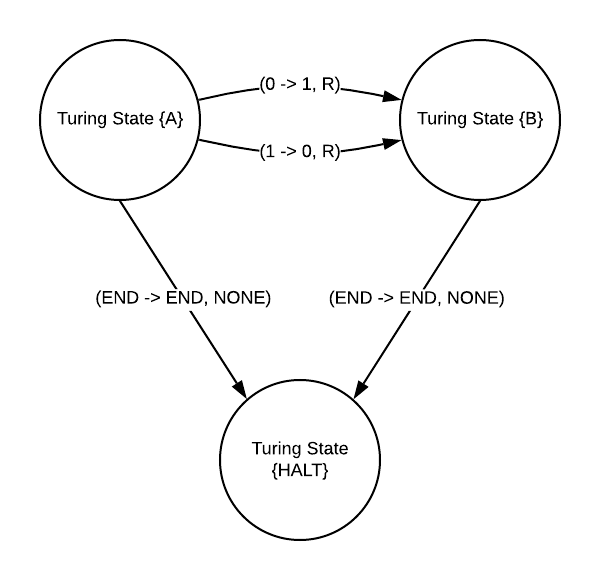 (0 -> 1, R)
Turing State {A}
Turing State {B}
(1 -> 0, R)
(END -> END, NONE)
(END -> END, NONE)
Turing State
{HALT}